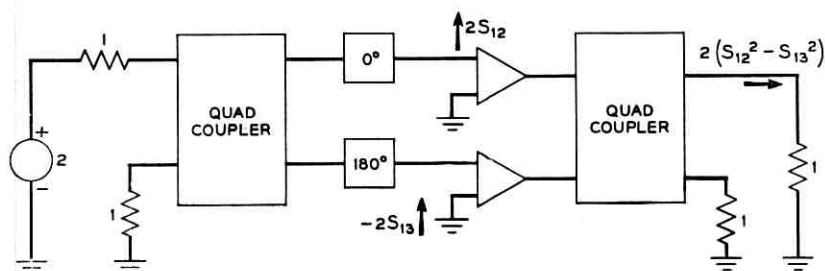 1
0°
2S₁₂
2(S₁₂² – S₁₃²)
QUAD
COUPLER
QUAD
COUPLER
+
2
–
180°
1
1
1
–2S₁₃